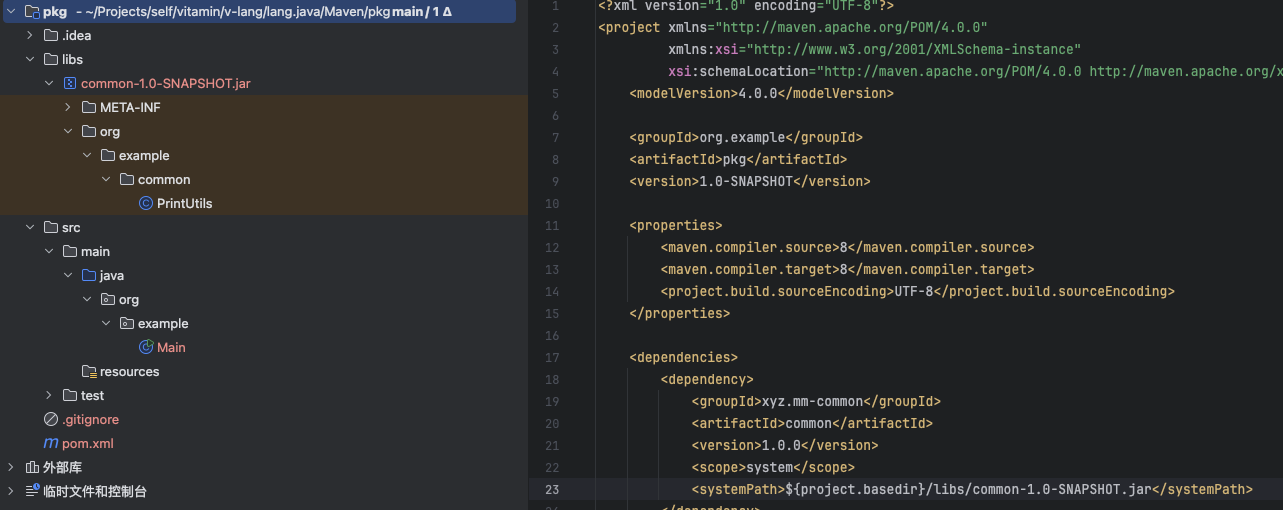 pkg – ~/Projects/self/vitamin/v-lang/lang.java/Maven/pkg main / 1 Δ
.idea
libs
common-1.0-SNAPSHOT.jar
META-INF
org
example
common
PrintUtils
src
main
java
org
example
Main
resources
test
.gitignore
pom.xml
外部库
临时文件和控制台
1 <?xml version="1.0" encoding="UTF-8"?>
2 <project xmlns="http://maven.apache.org/POM/4.0.0"
3 xmlns:xsi="http://www.w3.org/2001/XMLSchema-instance"
4 xsi:schemaLocation="http://maven.apache.org/POM/4.0.0 http://maven.apache.org/x
5 <modelVersion>4.0.0</modelVersion>
6
7 <groupId>org.example</groupId>
8 <artifactId>pkg</artifactId>
9 <version>1.0-SNAPSHOT</version>
10
11 <properties>
12 <maven.compiler.source>8</maven.compiler.source>
13 <maven.compiler.target>8</maven.compiler.target>
14 <project.build.sourceEncoding>UTF-8</project.build.sourceEncoding>
15 </properties>
16
17 <dependencies>
18 <dependency>
19 <groupId>xyz.mm-common</groupId>
20 <artifactId>common</artifactId>
21 <version>1.0.0</version>
22 <scope>system</scope>
23 <systemPath>${project.basedir}/libs/common-1.0-SNAPSHOT.jar</systemPath>
</dependency>